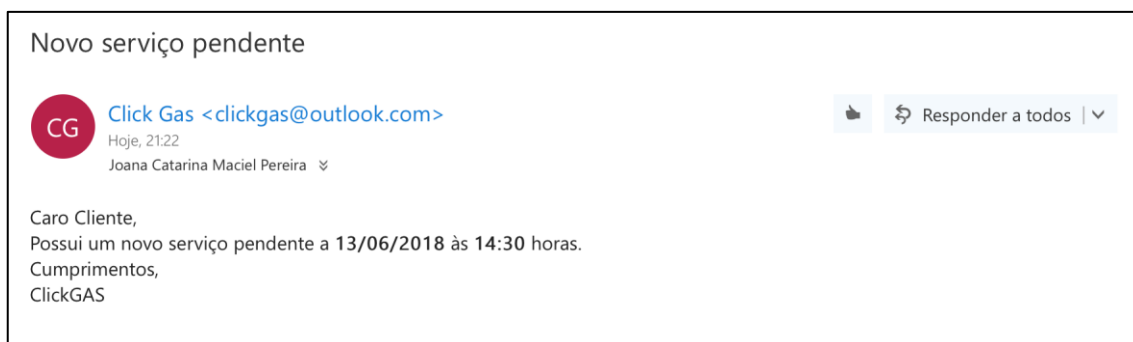 Novo serviço pendente
CG
Click Gas <clickgas@outlook.com>
Hoje, 21:22
Joana Catarina Maciel Pereira
Responder a todos
Caro Cliente,
Possui um novo serviço pendente a 13/06/2018 às 14:30 horas.
Cumprimentos,
ClickGAS